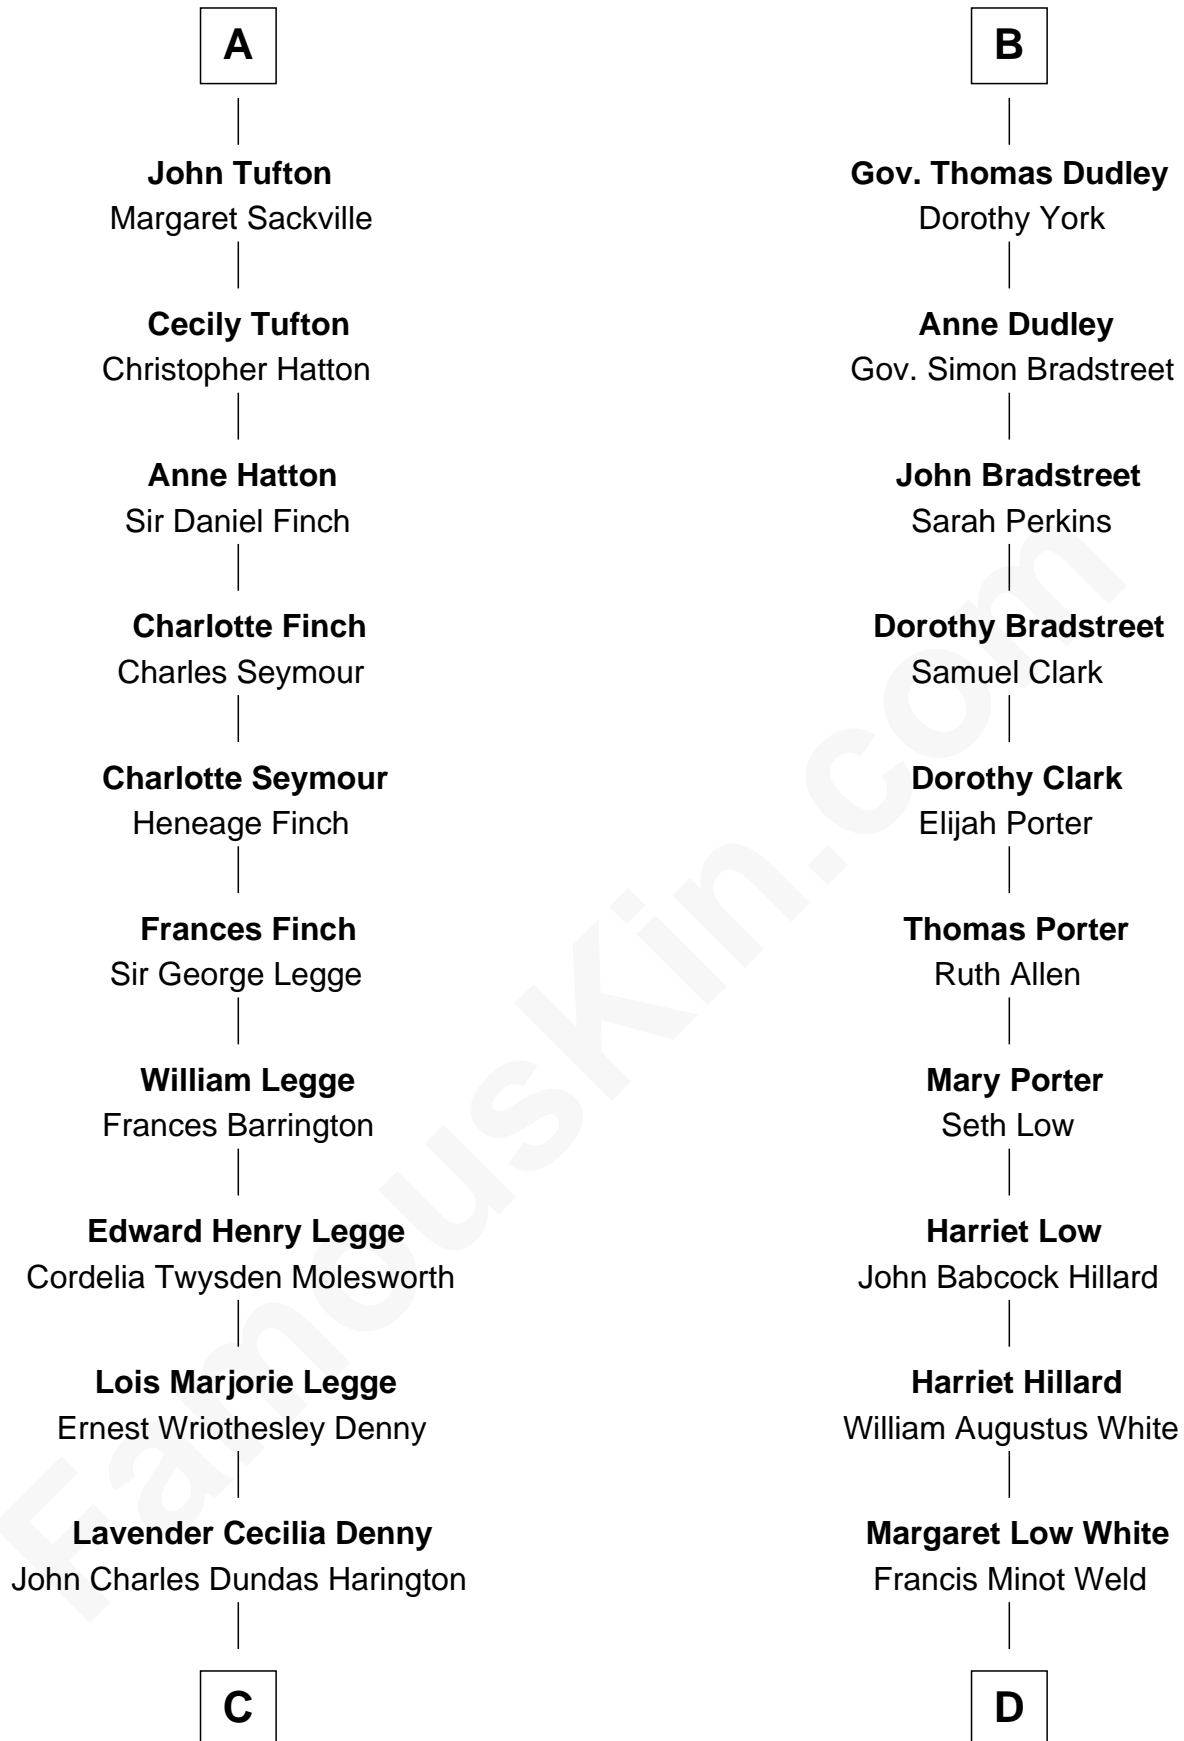 A
John Tufton
Margaret Sackville
Cecily Tufton
Christopher Hatton
Anne Hatton
Sir Daniel Finch
Charlotte Finch
Charles Seymour
Charlotte Seymour
Heneage Finch
Frances Finch
Sir George Legge
William Legge
Frances Barrington
Edward Henry Legge
Cordelia Twysden Molesworth
Lois Marjorie Legge
Ernest Wriothesley Denny
Lavender Cecilia Denny
John Charles Dundas Harington
C
B
Gov. Thomas Dudley
Dorothy York
Anne Dudley
Gov. Simon Bradstreet
John Bradstreet
Sarah Perkins
Dorothy Bradstreet
Samuel Clark
Dorothy Clark
Elijah Porter
Thomas Porter
Ruth Allen
Mary Porter
Seth Low
Harriet Low
John Babcock Hillard
Harriet Hillard
William Augustus White
Margaret Low White
Francis Minot Weld
D
FamousKin.com